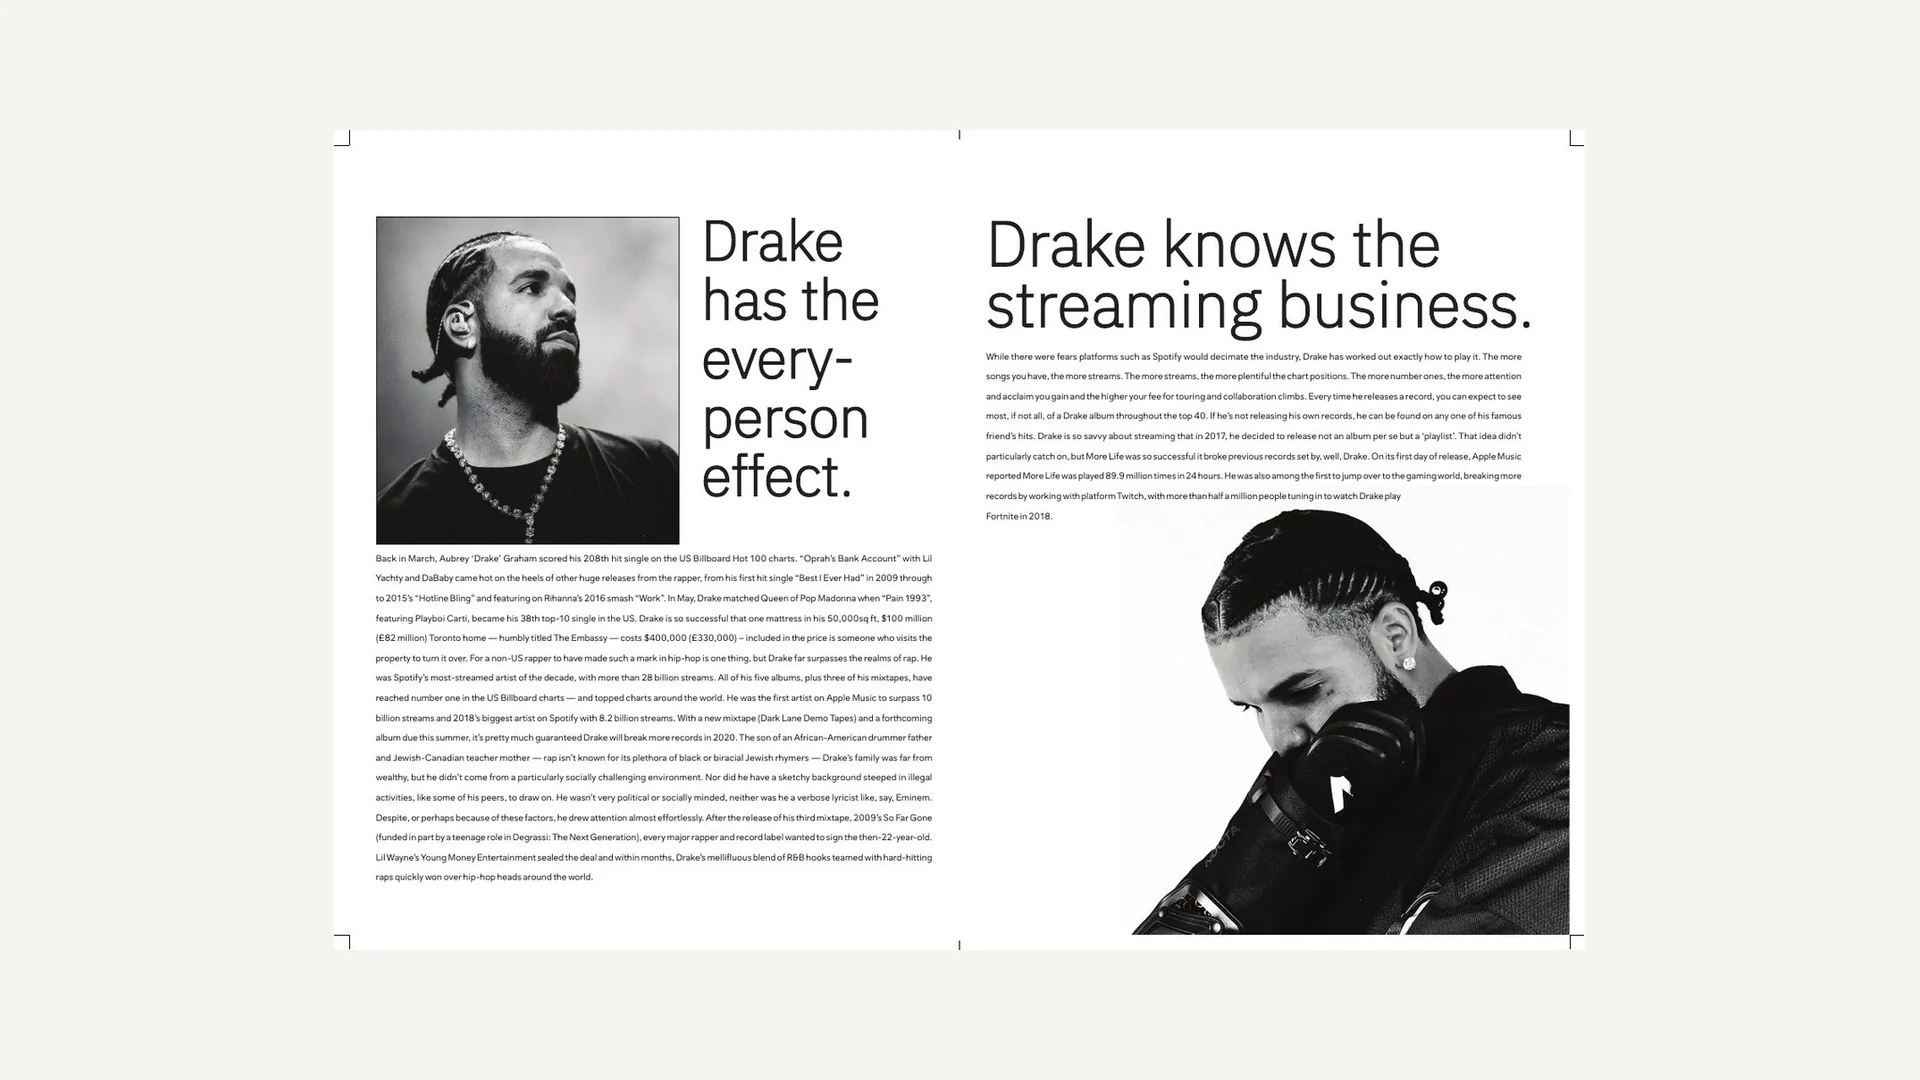 Drake
has the
every-
person
effect.
Back in March, Aubrey ‘Drake’ Graham scored his 208th hit single on the US Billboard Hot 100 charts. “Oprah’s Bank Account” with Lil
Yachty and DaBaby came hot on the heels of other huge releases from the rapper, from his first hit single “Best I Ever Had” in 2009 through
to 2015’s “Hotline Bling” and featuring on Rihanna’s 2016 smash “Work”. In May, Drake matched Queen of Pop Madonna when “Pain 1993”,
featuring Playboi Carti, became his 38th top-10 single in the US. Drake is so successful that one mattress in his 50,000sq ft, $100 million
(£82 million) Toronto home — humbly titled The Embassy — costs $400,000 (£330,000) – included in the price is someone who visits the
property to turn it over. For a non-US rapper to have made such a mark in hip-hop is one thing, but Drake far surpasses the realms of rap. He
was Spotify’s most-streamed artist of the decade, with more than 28 billion streams. All of his five albums, plus three of his mixtapes, have
reached number one in the US Billboard charts — and topped charts around the world. He was the first artist on Apple Music to surpass 10
billion streams and 2018’s biggest artist on Spotify with 8.2 billion streams. With a new mixtape (Dark Lane Demo Tapes) and a forthcoming
album due this summer, it’s pretty much guaranteed Drake will break more records in 2020. The son of an African-American drummer father
and Jewish-Canadian teacher mother — rap isn’t known for its plethora of black or biracial Jewish rhymers — Drake’s family was far from
wealthy, but he didn’t come from a particularly socially challenging environment. Nor did he have a sketchy background steeped in illegal
activities, like some of his peers, to draw on. He wasn’t very political or socially minded, neither was he a verbose lyricist like, say, Eminem.
Despite, or perhaps because of these factors, he drew attention almost effortlessly. After the release of his third mixtape, 2009’s So Far Gone
(funded in part by a teenage role in Degrassi: The Next Generation), every major rapper and record label wanted to sign the then-22-year-old.
Lil Wayne’s Young Money Entertainment sealed the deal and within months, Drake’s mellifluous blend of R&B hooks teamed with hard-hitting
raps quickly won over hip-hop heads around the world.
Drake knows the
streaming business.
While there were fears platforms such as Spotify would decimate the industry, Drake has worked out exactly how to play it. The more
songs you have, the more streams. The more streams, the more plentiful the chart positions. The more number ones, the more attention
and acclaim you gain and the higher your fee for touring and collaboration climbs. Every time he releases a record, you can expect to see
most, if not all, of a Drake album throughout the top 40. If he’s not releasing his own records, he can be found on any one of his famous
friend’s hits. Drake is so savvy about streaming that in 2017, he decided to release not an album per se but a ‘playlist’. That idea didn’t
particularly catch on, but More Life was so successful it broke previous records set by, well, Drake. On its first day of release, Apple Music
reported More Life was played 89.9 million times in 24 hours. He was also among the first to jump over to the gaming world, breaking more
records by working with platform Twitch, with more than half a million people tuning in to watch Drake play
Fortnite in 2018.
NOCTA